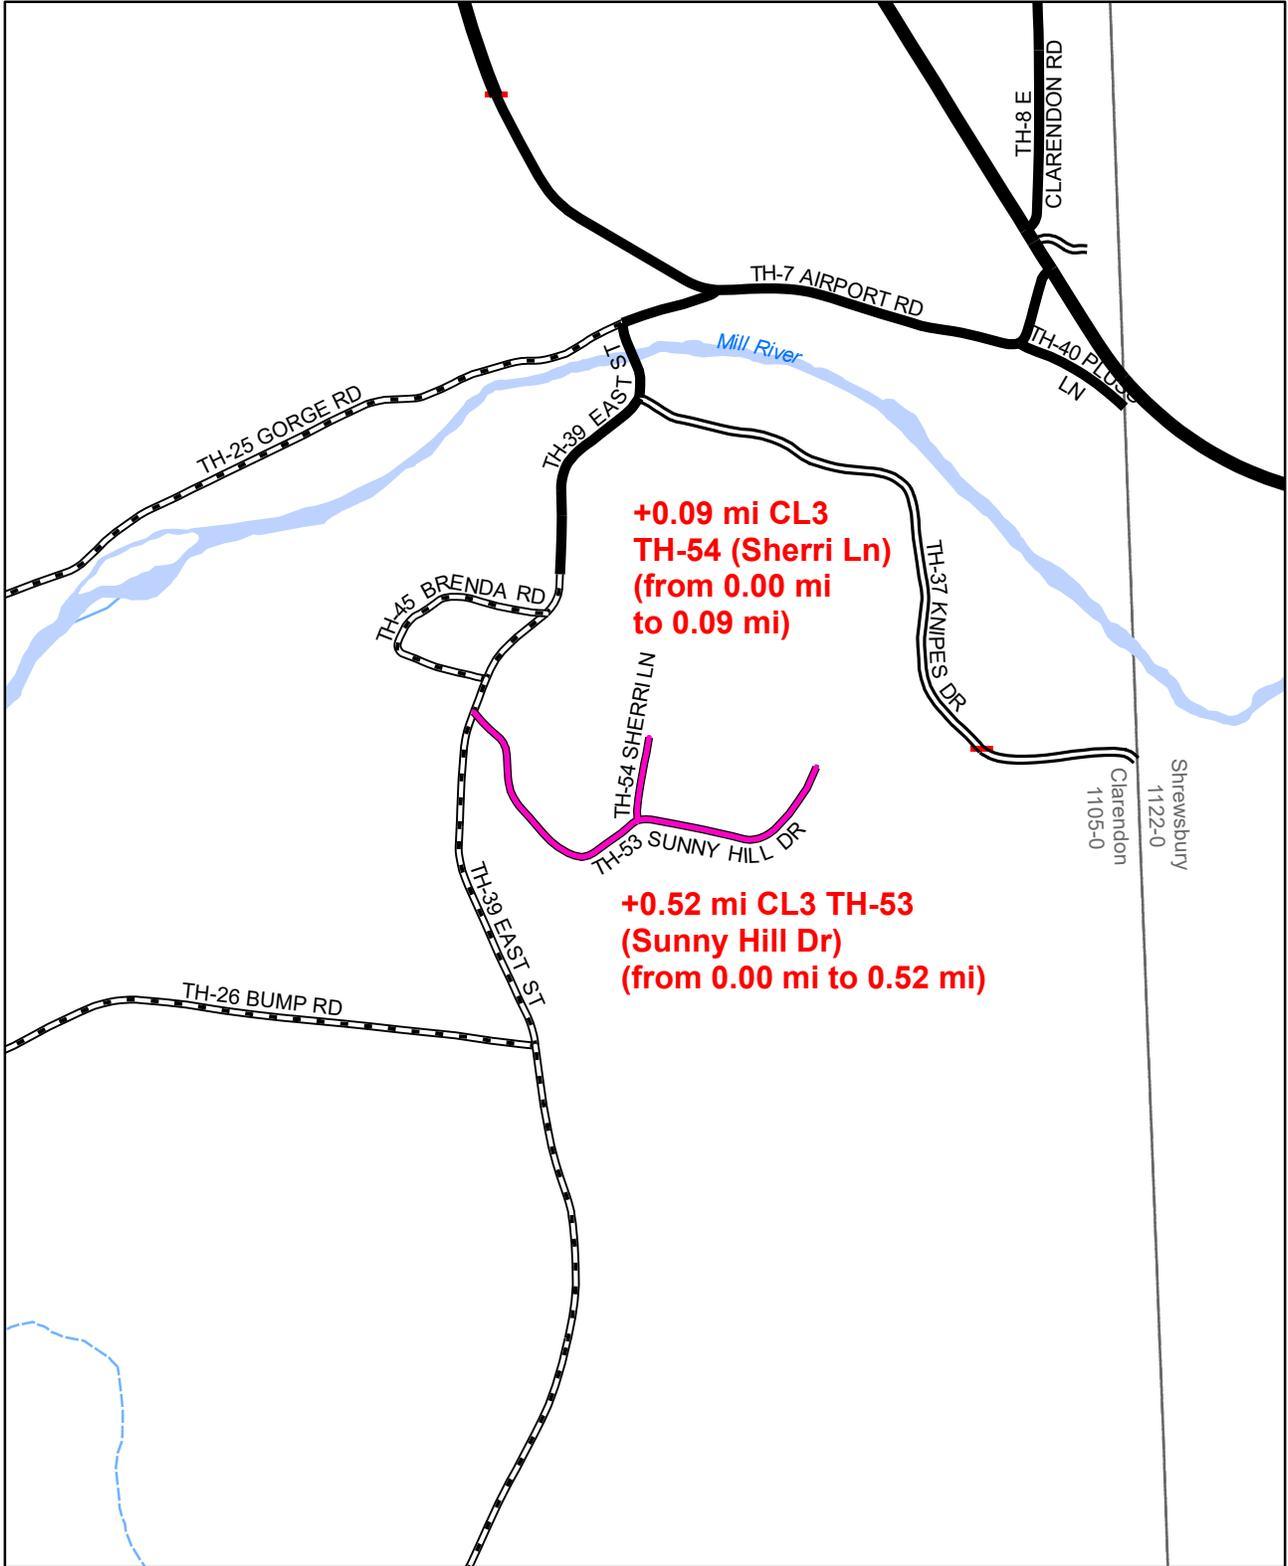 TH-8 E
CLARENDON RD
TH-7 AIRPORT RD
TH-40 PLUSS
LN
Mill River
TH-39 EAST ST
TH-25 GORGE RD
+0.09 mi CL3
TH-54 (Sherri Ln)
(from 0.00 mi
to 0.09 mi)
TH-37 KNIPES DR
TH-45 BRENDA RD
TH-54 SHERRI LN
Shrewsbury
1122-0
Clarendon
1105-0
TH-53 SUNNY HILL DR
TH-39 EAST ST
+0.52 mi CL3 TH-53
(Sunny Hill Dr)
(from 0.00 mi to 0.52 mi)
TH-26 BUMP RD